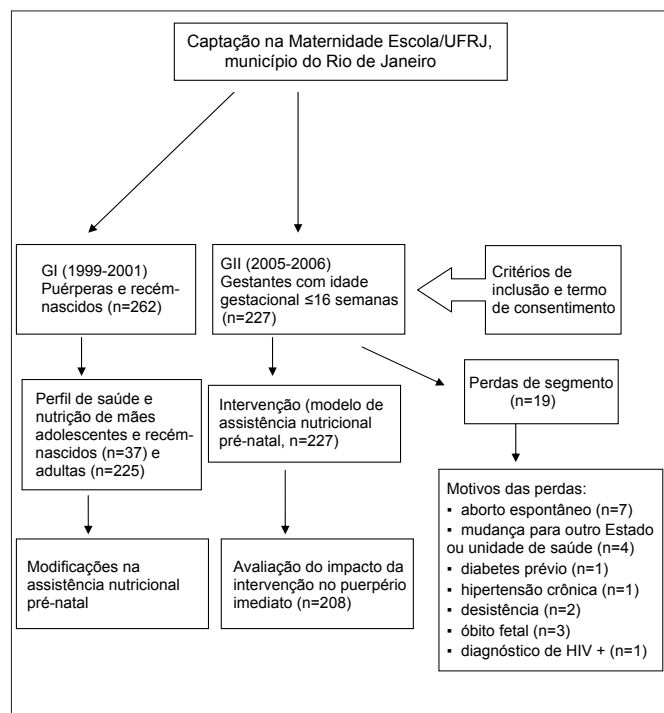 Captação na Maternidade Escola/UFRJ,
município do Rio de Janeiro
GI (1999-2001)
Puérperas e recém-
nascidos (n=262)
GII (2005-2006)
Gestantes com idade
gestacional ≤16 semanas
(n=227)
Critérios de
inclusão e termo
de consentimento
Perfil de saúde e
nutrição de mães
adolescentes e recém-
nascidos (n=37) e
adultas (n=225)
Intervenção (modelo de
assistência nutricional
pré-natal, n=227)
Perdas de segmento
(n=19)
Modificações na
assistência nutricional
pré-natal
Avaliação do impacto da
intervenção no puerpério
imediato (n=208)
Motivos das perdas:
▪ aborto espontâneo (n=7)
▪ mudança para outro Estado
ou unidade de saúde (n=4)
▪ diabetes prévio (n=1)
▪ hipertensão crônica (n=1)
▪ desistência (n=2)
▪ óbito fetal (n=3)
▪ diagnóstico de HIV + (n=1)